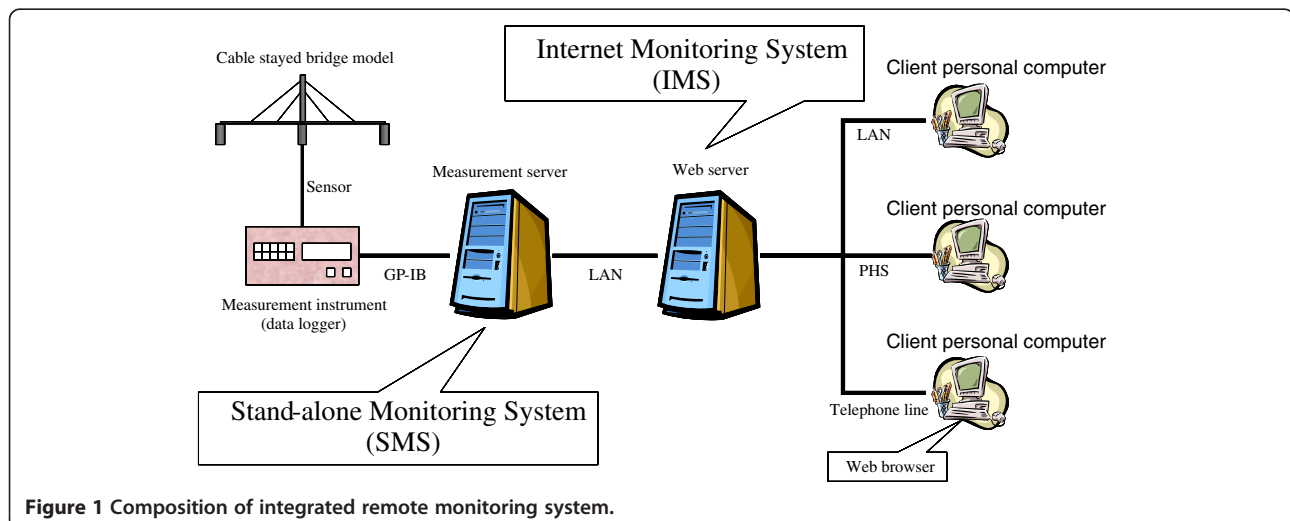 Cable stayed bridge model
Sensor
Measurement instrument
(data logger)
GP-IB
Measurement server
Stand-alone Monitoring System
(SMS)
LAN
Internet Monitoring System
(IMS)
Web server
Client personal computer
LAN
Client personal computer
PHS
Client personal computer
Telephone line
Web browser
Figure 1 Composition of integrated remote monitoring system.